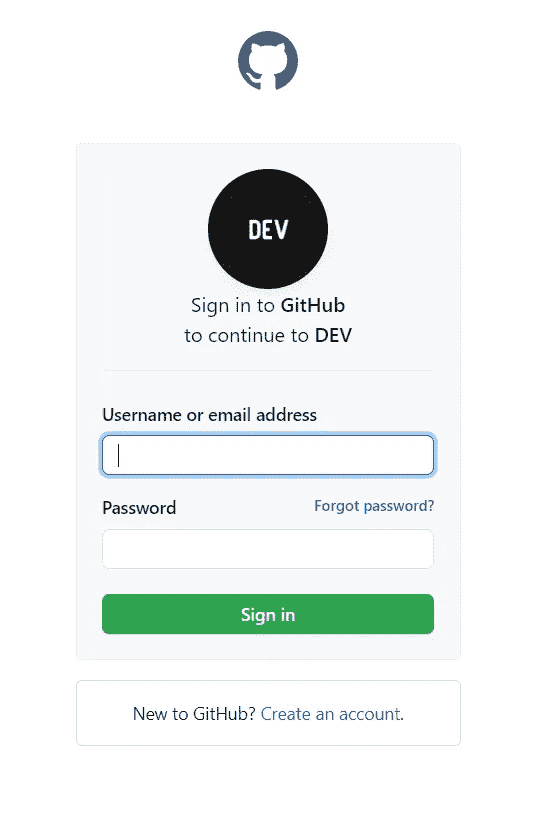 DEV
Sign in to GitHub
to continue to DEV
Username or email address
Password
Forgot password?
Sign in
New to GitHub? Create an account.